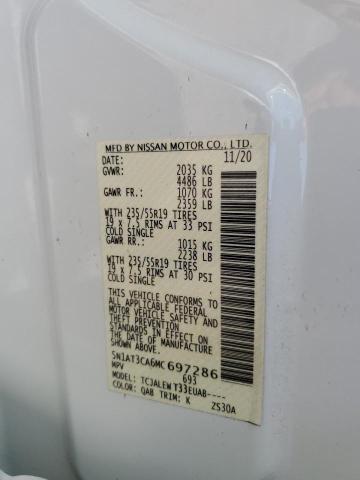 MFD BY NISSAN MOTOR CO., LTD.
DATE: 11/20
GVWR: 2035 KG
4486 LB
GAWR FR: 1070 KG
2359 LB
WITH 235/55R19 TIRES
19 x 7.5 RIMS AT 33 PSI
COLD SINGLE
GAWR RR: 1015 KG
2238 LB
WITH 235/55R19 TIRES
19 x 7.5 RIMS AT 30 PSI
COLD SINGLE
THIS VEHICLE CONFORMS TO
ALL APPLICABLE FEDERAL
MOTOR VEHICLE SAFETY AND
THEFT PREVENTION
STANDARDS IN EFFECT ON
THE DATE OF MANUFACTURE
5N1AT3CA6MC697286
MPV 693
TYPE:
MODEL: TCJALEW T33EUAB----
COLOR: QAB TRIM: K
ZS30A